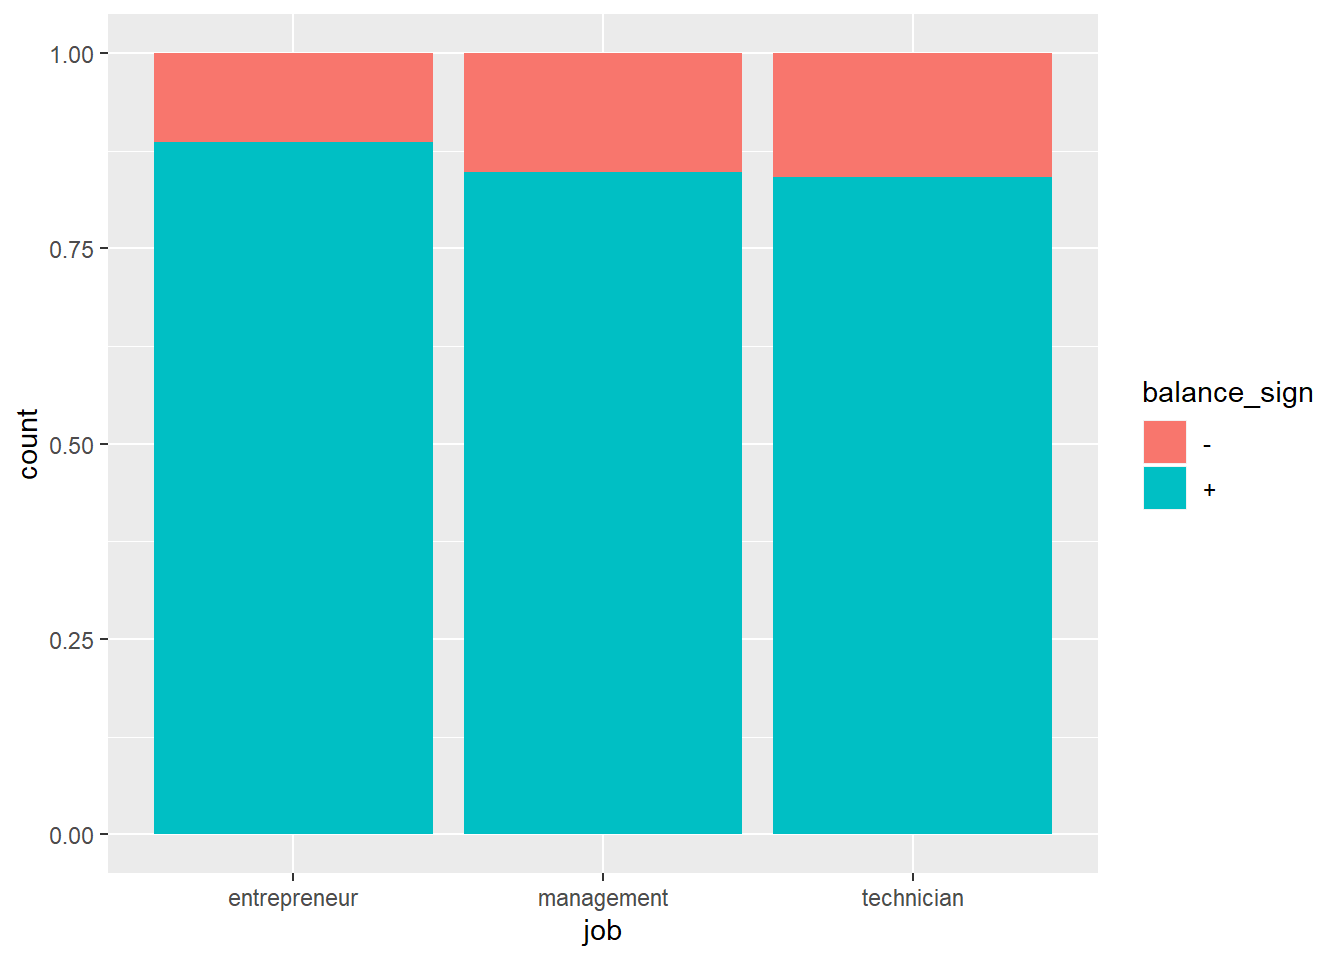 1.00
0.75
0.50
0.25
0.00
count
entrepreneur
management
technician
job
balance_sign
-
+